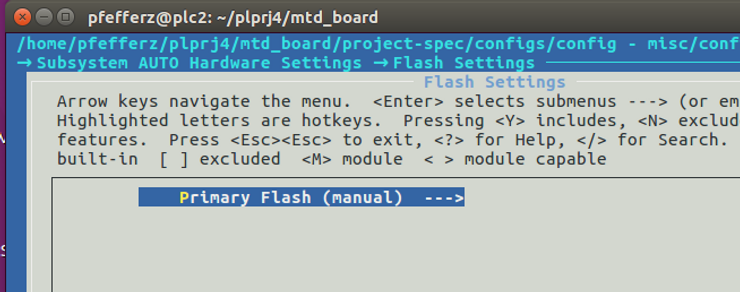 pfefferz@plc2: ~/plprj4/mtd_board
/home/pfefferz/plprj4/mtd_board/project-spec/configs/config - misc/conf
→ Subsystem AUTO Hardware Settings → Flash Settings
Flash Settings
Arrow keys navigate the menu.  <Enter> selects submenus ---> (or em
Highlighted letters are hotkeys.  Pressing <Y> includes, <N> exclud
features.  Press <Esc><Esc> to exit, <?> for Help, </> for Search.
built-in  [ ] excluded  <M> module  < > module capable
Primary Flash (manual)  --->